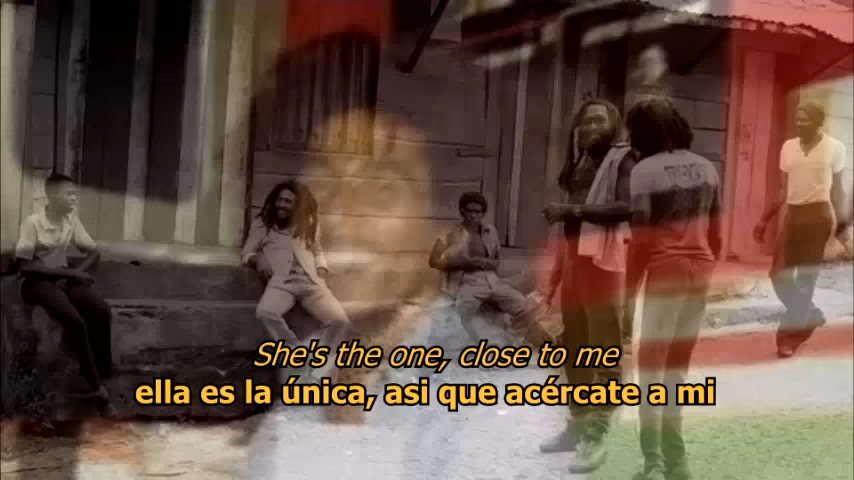 She's the one, close to me
ella es la única, asi que acércate a mi